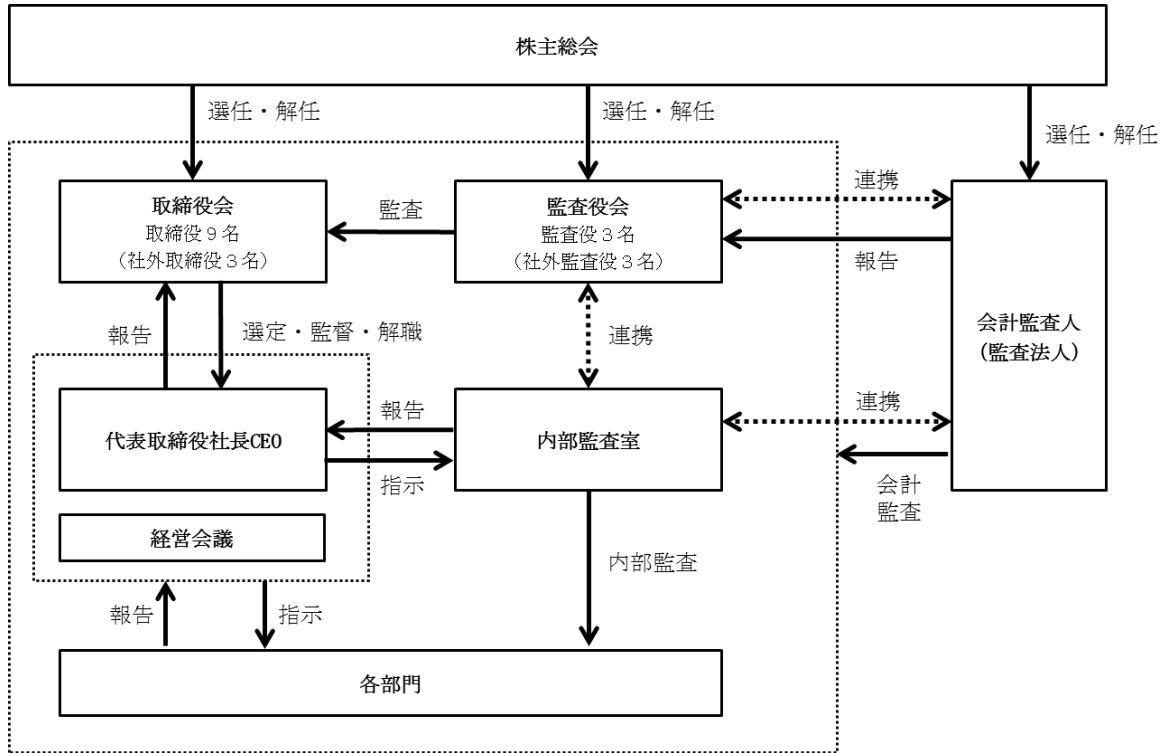 株主総会
選任・解任
選任・解任
選任・解任
取締役会
取締役９名
（社外取締役３名）
監査
監査役会
監査役３名
（社外監査役３名）
連携
報告
会計監査人
（監査法人）
報告
選定・監督・解職
連携
代表取締役社長CEO
報告
指示
内部監査室
連携
会計
監査
経営会議
内部監査
報告
指示
各部門